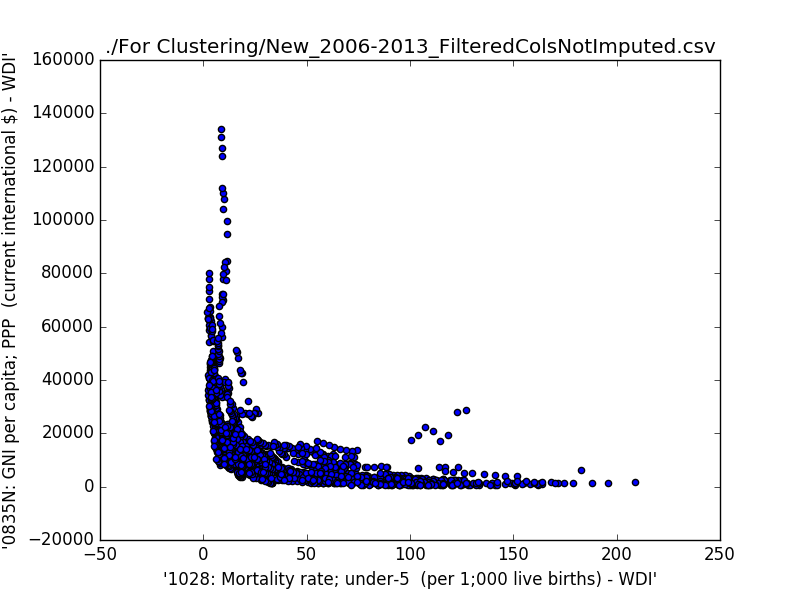 ./For Clustering/New_2006-2013_FilteredColsNotImputed.csv
'0835N: GNI per capita; PPP  (current international $) - WDI'
160000
140000
120000
100000
80000
60000
40000
20000
0
−20000
−50 0 50 100 150 200 250
'1028: Mortality rate; under-5  (per 1;000 live births) - WDI'